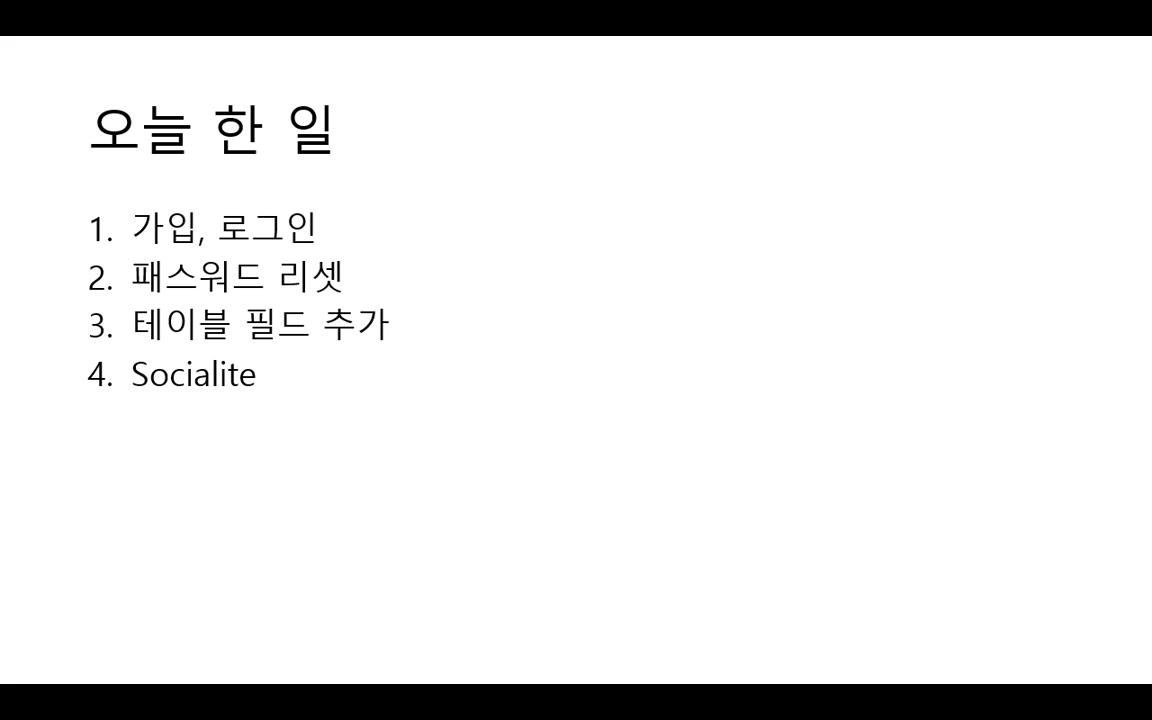 오늘 한 일
1. 가입, 로그인
2. 패스워드 리셋
3. 테이블 필드 추가
4. Socialite